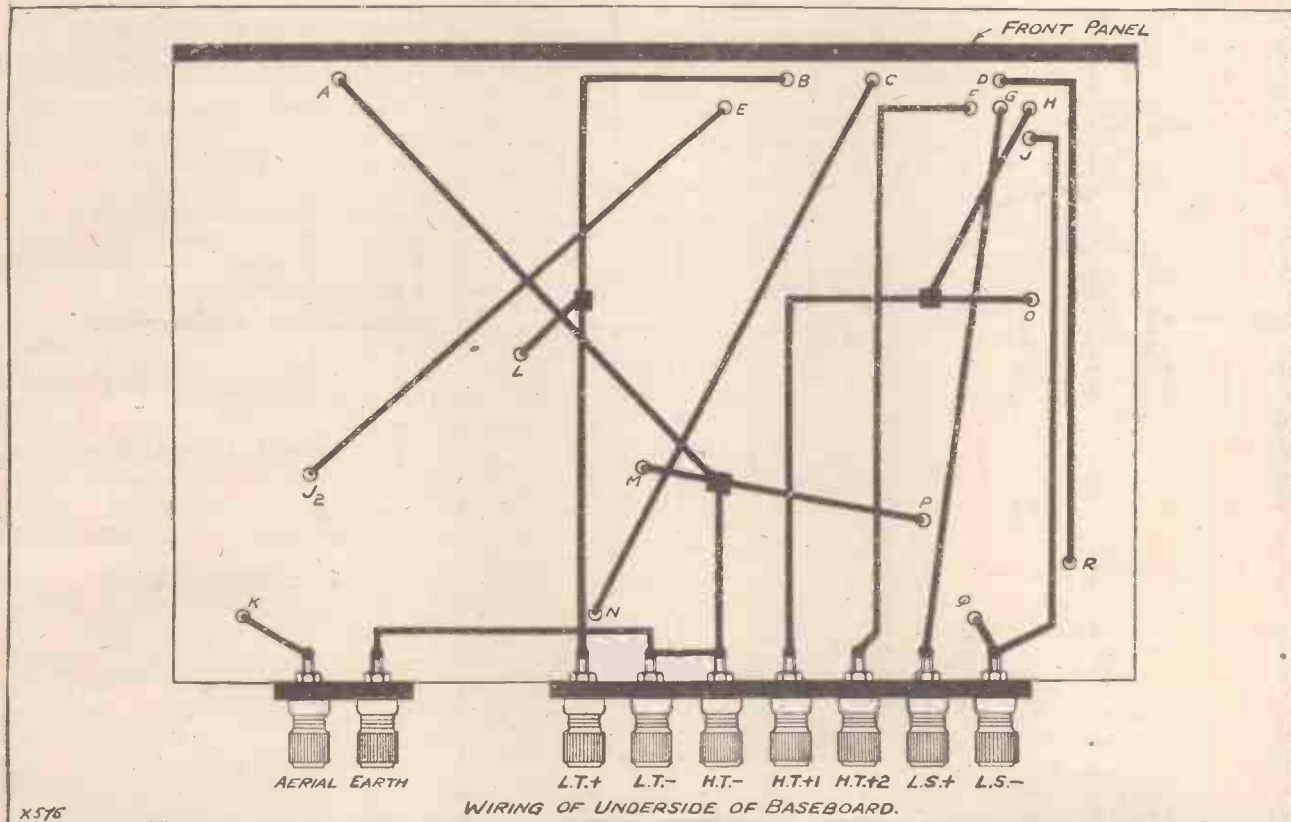 FRONT PANEL
A
B
C
D
E
F
G
H
J
L
O
J2
M
P
K
N
Q
R
AERIAL EARTH L.T.+ L.T.- H.T.- H.T.+1 H.T.+2 L.S.+ L.S.-
WIRING OF UNDERSIDE OF BASEBOARD.
X576